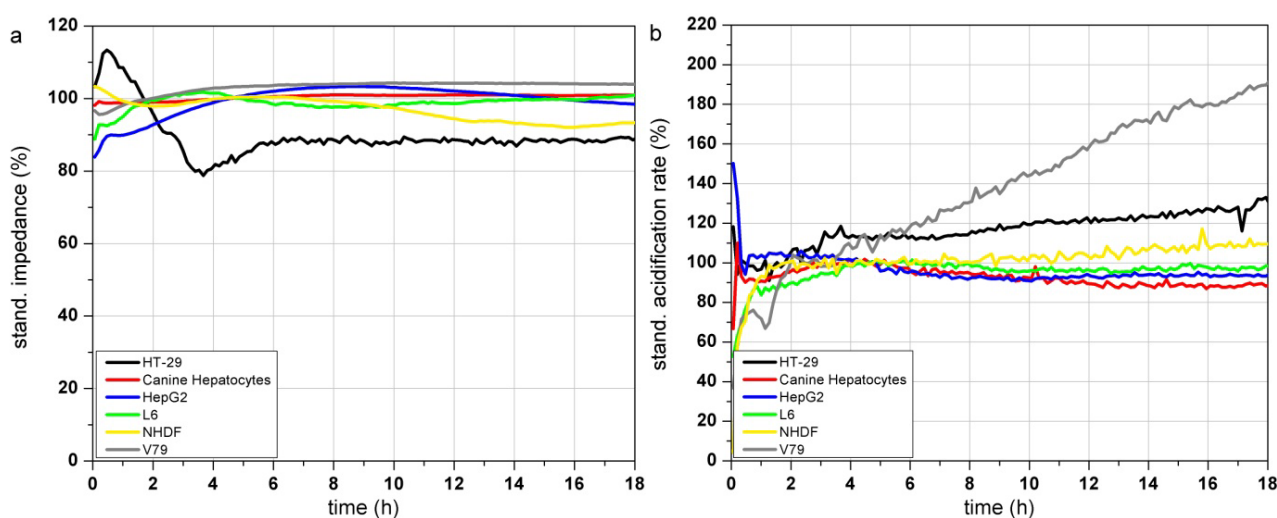 a
stand. impedance (%)
120
100
80
60
40
20
0
HT-29
Canine Hepatocytes
HepG2
L6
NHDF
V79
0 2 4 6 8 10 12 14 16 18
time (h)
b
stand. acidification rate (%)
220
200
180
160
140
120
100
80
60
40
20
0
HT-29
Canine Hepatocytes
HepG2
L6
NHDF
V79
0 2 4 6 8 10 12 14 16 18
time (h)